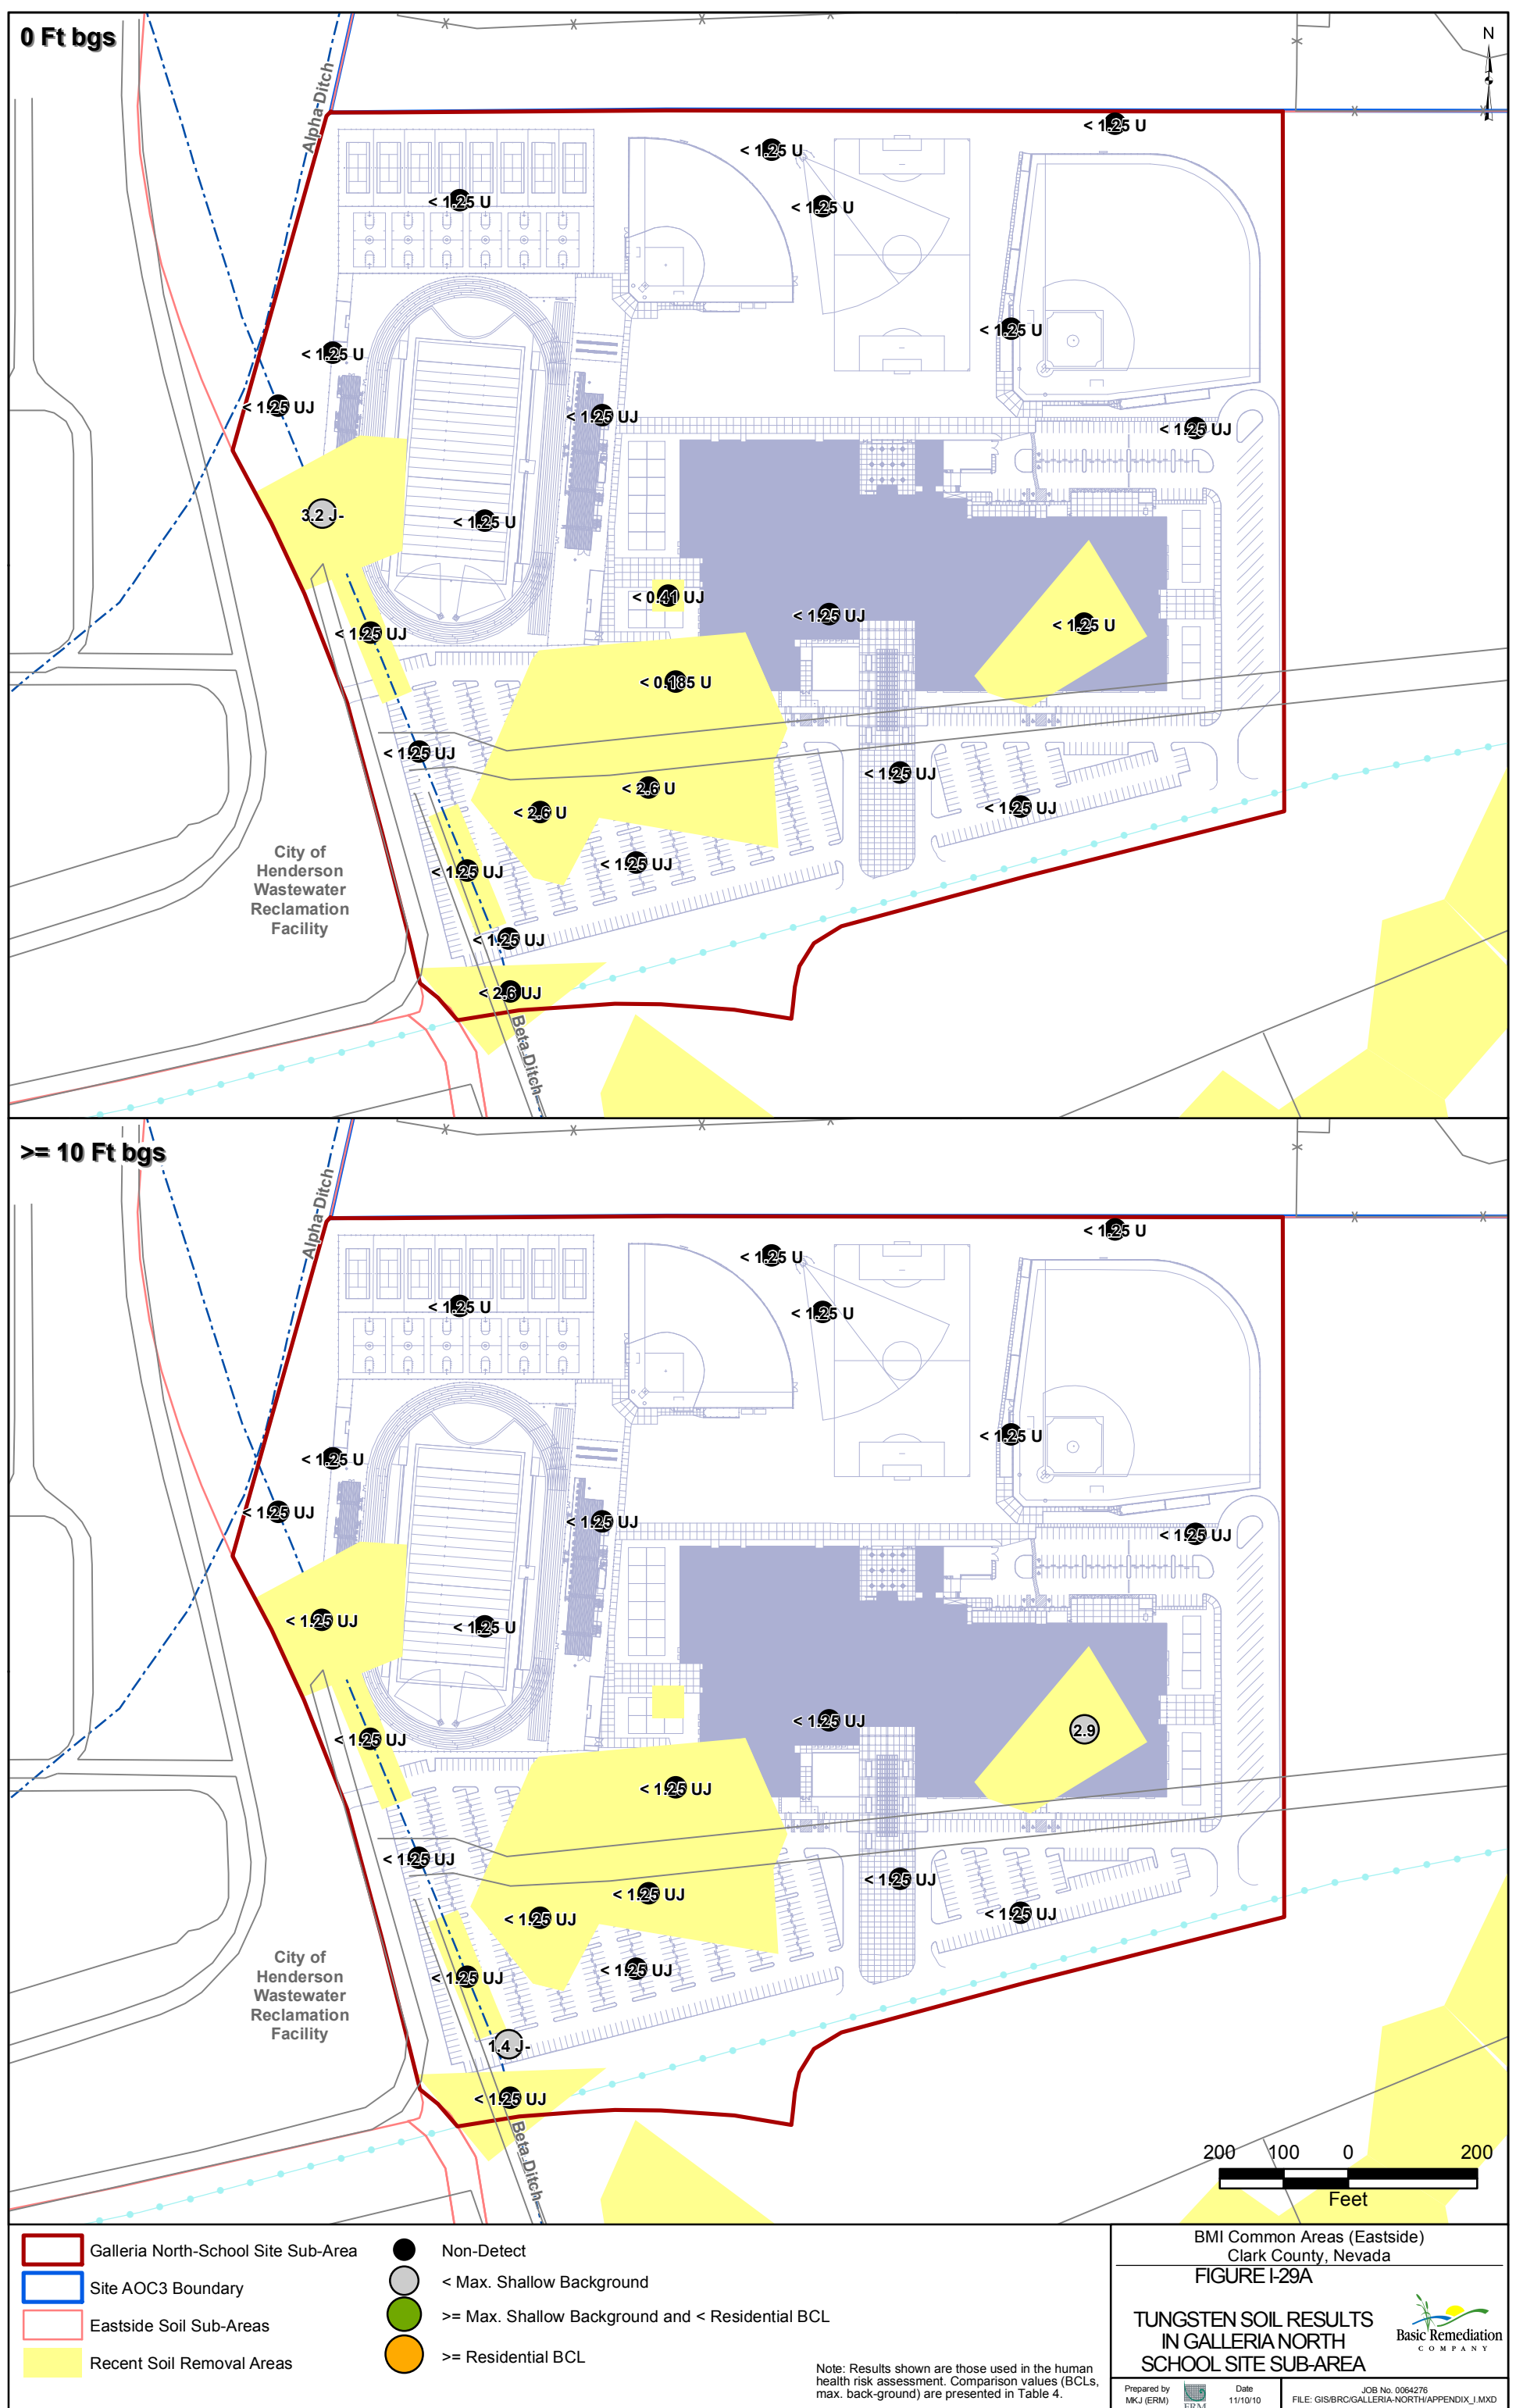 0 Ft bgs
N
Alpha Ditch
< 1.25 U
< 1.25 U
< 1.25 U
< 1.25 U
< 1.25 U
< 1.25 U
< 1.25 UJ
< 1.25 UJ
< 1.25 UJ
3.2 J-
< 1.25 U
< 0.41 UJ
< 1.25 UJ
< 1.25 U
< 1.25 UJ
< 0.185 U
< 1.25 UJ
< 1.25 UJ
< 2.6 U
< 2.6 U
< 1.25 UJ
< 1.25 UJ
< 1.25 UJ
City of
Henderson
Wastewater
Reclamation
Facility
< 1.25 UJ
< 2.6 UJ
Beta Ditch
>= 10 Ft bgs
Alpha Ditch
< 1.25 U
< 1.25 U
< 1.25 U
< 1.25 U
< 1.25 U
< 1.25 U
< 1.25 UJ
< 1.25 UJ
< 1.25 UJ
< 1.25 UJ
< 1.25 U
< 1.25 UJ
2.9
< 1.25 UJ
< 1.25 UJ
< 1.25 UJ
< 1.25 UJ
< 1.25 UJ
< 1.25 UJ
< 1.25 UJ
< 1.25 UJ
< 1.25 UJ
City of
Henderson
Wastewater
Reclamation
Facility
1.4 J-
< 1.25 UJ
Beta Ditch
200 100 0 200
Feet
Galleria North-School Site Sub-Area
Site AOC3 Boundary
Eastside Soil Sub-Areas
Recent Soil Removal Areas
Non-Detect
< Max. Shallow Background
>= Max. Shallow Background and < Residential BCL
>= Residential BCL
Note: Results shown are those used in the human
health risk assessment. Comparison values (BCLs,
max. back-ground) are presented in Table 4.
BMI Common Areas (Eastside)
Clark County, Nevada
FIGURE I-29A
TUNGSTEN SOIL RESULTS
IN GALLERIA NORTH
SCHOOL SITE SUB-AREA
Basic Remediation
COMPANY
Prepared by
MKJ (ERM)
ERM
Date
11/10/10
JOB No. 0064276
FILE: GIS/BRC/GALLERIA-NORTH/APPENDIX_I.MXD